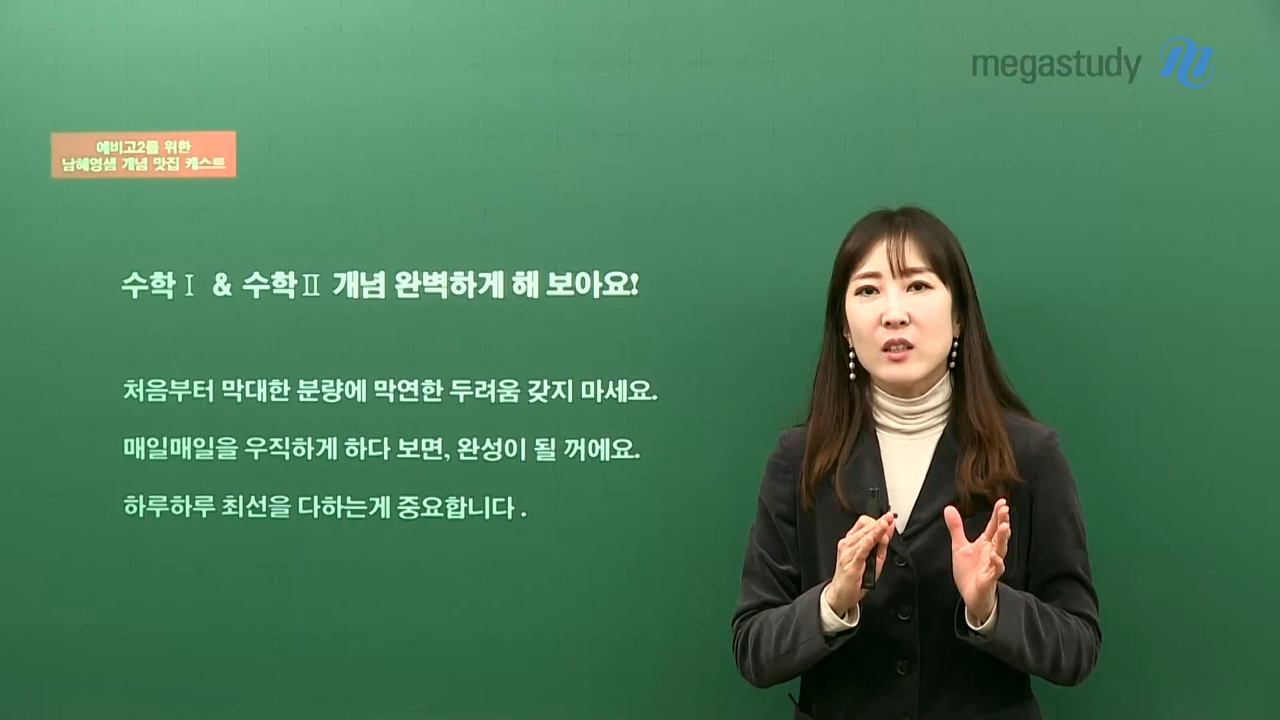 megastudy
예비고2를 위한
남혜영쌤 개념 맛집 캐스트
수학Ⅰ & 수학Ⅱ 개념 완벽하게 해 보아요!
처음부터 막대한 분량에 막연한 두려움 갖지 마세요.
매일매일을 우직하게 하다 보면, 완성이 될 꺼에요.
하루하루 최선을 다하는게 중요합니다.